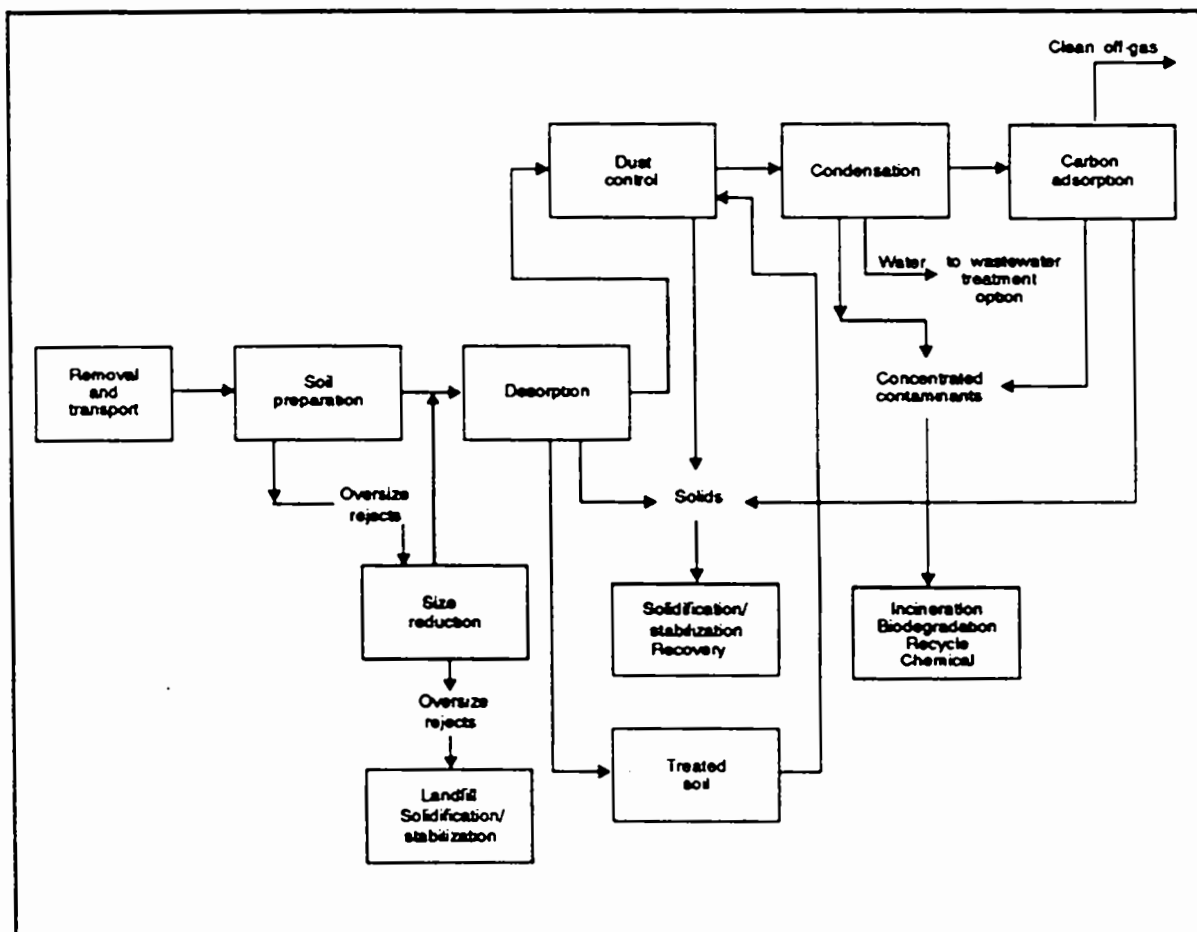 Clean off-gas
Dust
control
Condensation
Carbon
adsorption
Water to wastewater
treatment
option
Removal
and
transport
Soil
preparation
Desorption
Concentrated
contaminants
Oversize
rejects
Solids
Size
reduction
Solidification/
stabilization
Recovery
Incineration
Biodegradation
Recycle
Chemical
Oversize
rejects
Treated
soil
Landfill
Solidification/
stabilization